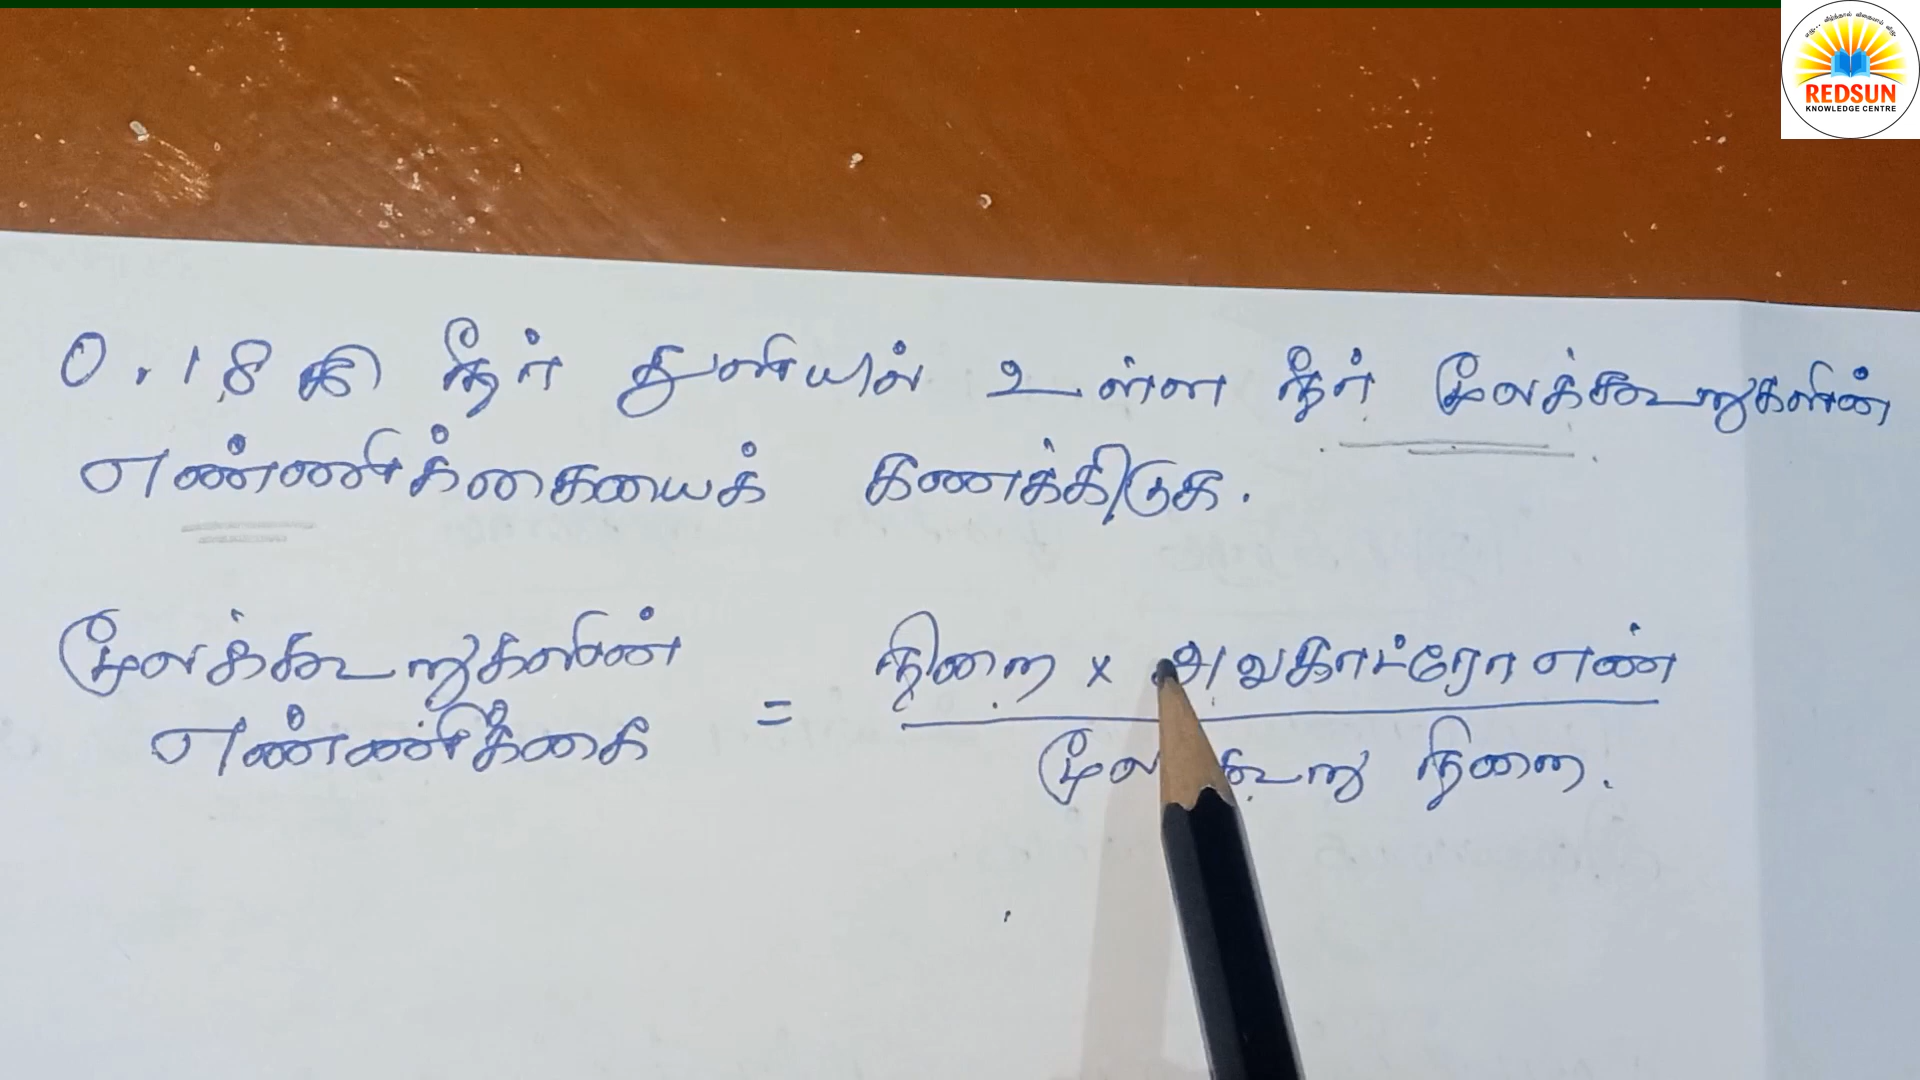 REDSUN
KNOWLEDGE CENTRE
0.18 கி நீர் துளியில் உள்ள நீர் மூலக்கூறுகளின்
எண்ணிக்கையைக் கணக்கிடுக.
மூலக்கூறுகளின்
எண்ணிக்கை = நிறை x அவகாட்ரோ எண்
மூலக்கூறு நிறை.